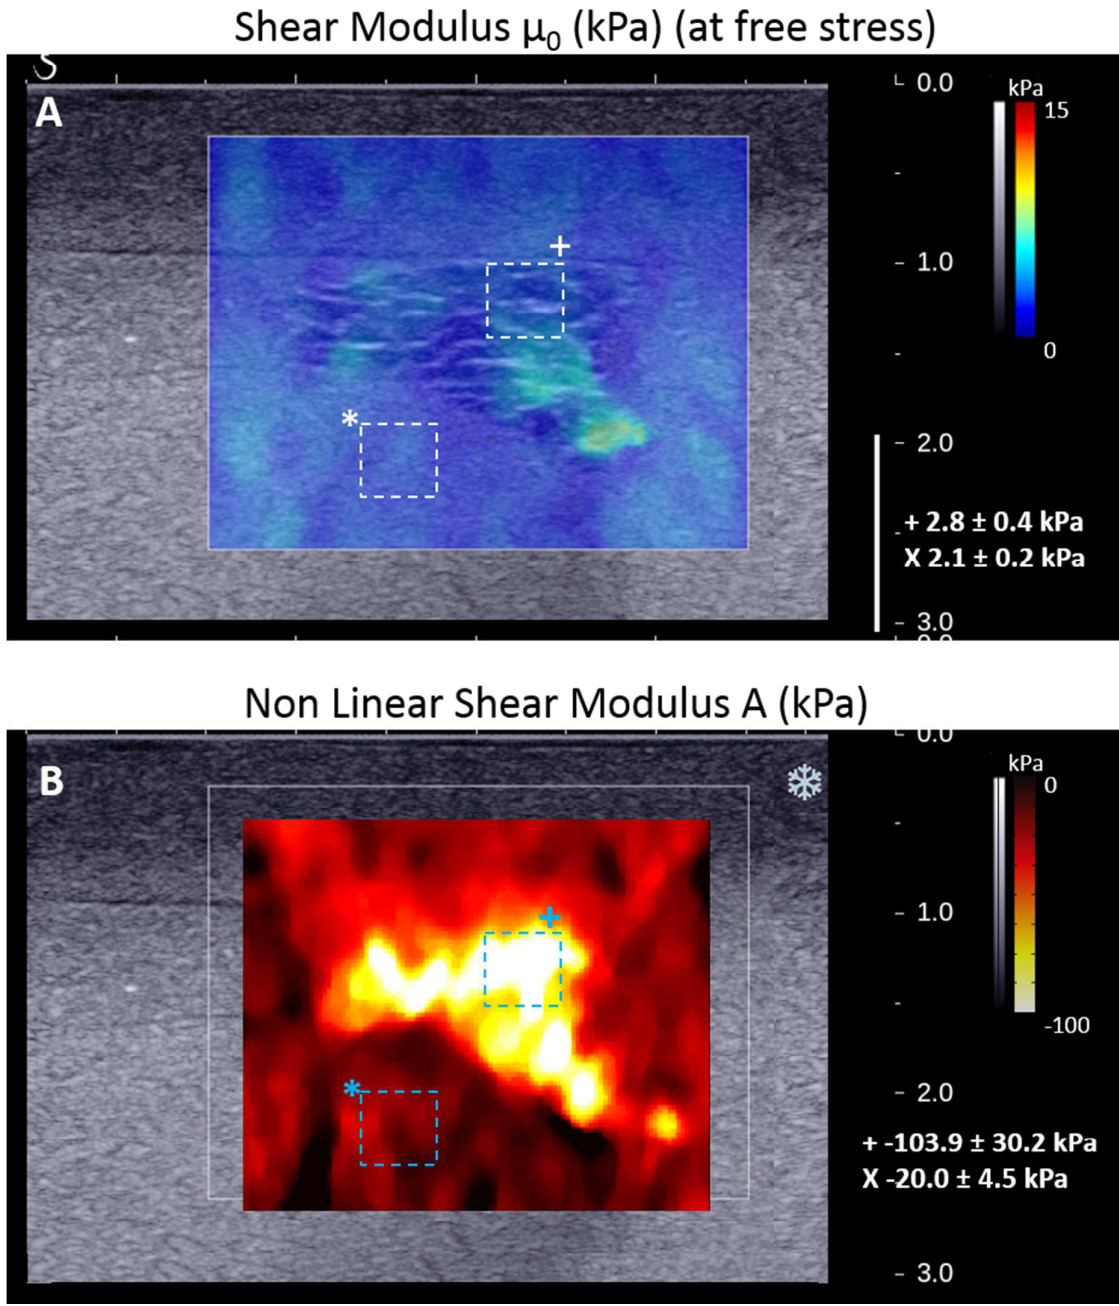 Shear Modulus μ₀ (kPa) (at free stress)
S
A
0.0
kPa
15
+
1.0
0
*
2.0
+ 2.8 ± 0.4 kPa
X 2.1 ± 0.2 kPa
3.0
Non Linear Shear Modulus A (kPa)
0.0
B
kPa
0
+
1.0
-100
*
2.0
+ -103.9 ± 30.2 kPa
X -20.0 ± 4.5 kPa
3.0